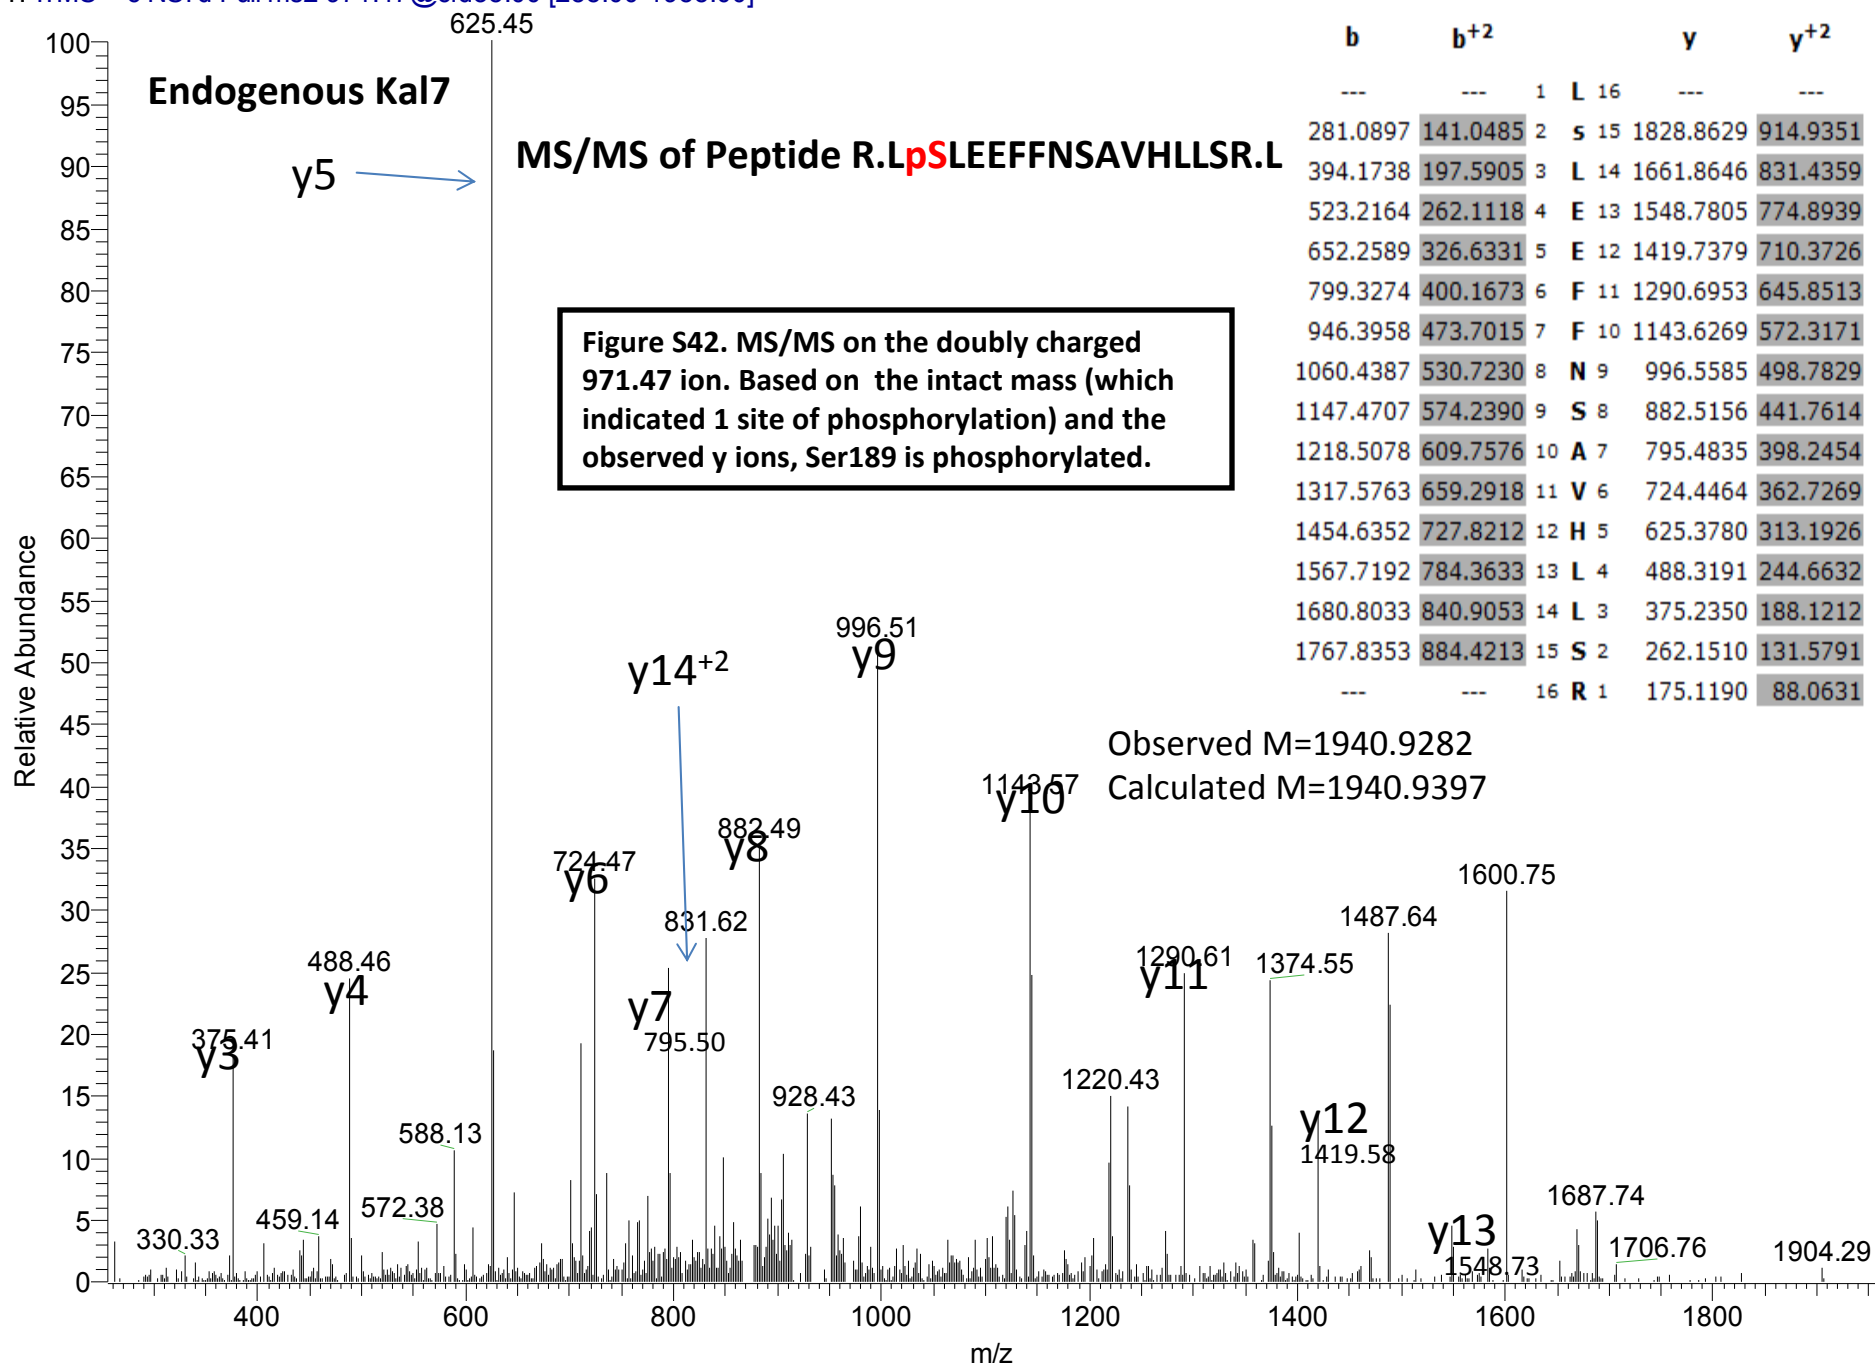 625.45
Endogenous Kal7
y5
MS/MS of Peptide R.LpSLEEFFNSAVHLLSR.L
b b+2 y y+2
--- --- 1 L 16 --- ---
281.0897 141.0485 2 s 15 1828.8629 914.9351
394.1738 197.5905 3 L 14 1661.8646 831.4359
523.2164 262.1118 4 E 13 1548.7805 774.8939
652.2589 326.6331 5 E 12 1419.7379 710.3726
799.3274 400.1673 6 F 11 1290.6953 645.8513
946.3958 473.7015 7 F 10 1143.6269 572.3171
1060.4387 530.7230 8 N 9 996.5585 498.7829
1147.4707 574.2390 9 S 8 882.5156 441.7614
1218.5078 609.7576 10 A 7 795.4835 398.2454
1317.5763 659.2918 11 V 6 724.4464 362.7269
1454.6352 727.8212 12 H 5 625.3780 313.1926
1567.7192 784.3633 13 L 4 488.3191 244.6632
1680.8033 840.9053 14 L 3 375.2350 188.1212
1767.8353 884.4213 15 S 2 262.1510 131.5791
--- --- 16 R 1 175.1190 88.0631
Figure S42. MS/MS on the doubly charged
971.47 ion. Based on the intact mass (which
indicated 1 site of phosphorylation) and the
observed y ions, Ser189 is phosphorylated.
Observed M=1940.9282
Calculated M=1940.9397
y14+2
996.51
y9
1143.57
y10
882.49
y8
724.47
y6
831.62
488.46
y4
y7
795.50
375.41
y3
1290.61
y11
1374.55
1487.64
1600.75
928.43
1220.43
y12
1419.58
588.13
572.38
459.14
330.33
y13
1548.73
1687.74
1706.76
1904.29
Relative Abundance
100
95
90
85
80
75
70
65
60
55
50
45
40
35
30
25
20
15
10
5
0
400 600 800 1000 1200 1400 1600 1800
m/z